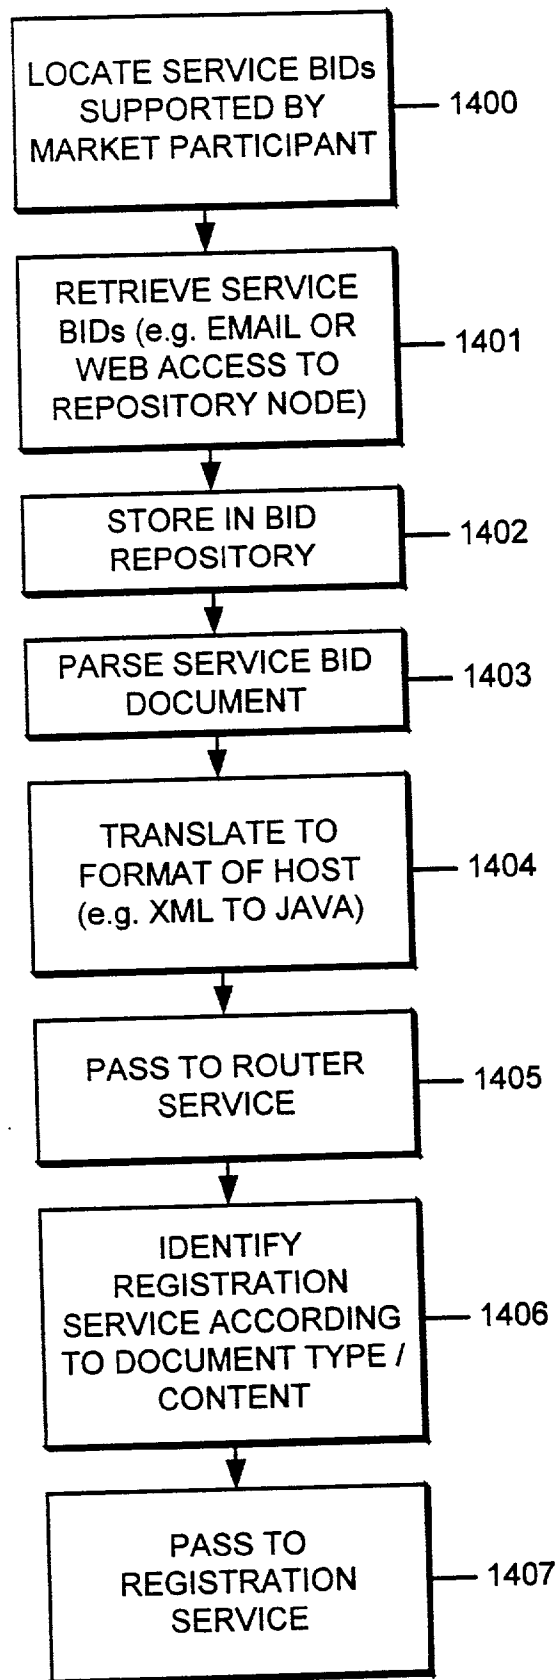 LOCATE SERVICE BIDs
SUPPORTED BY
MARKET PARTICIPANT
1400
RETRIEVE SERVICE
BIDs (e.g. EMAIL OR
WEB ACCESS TO
REPOSITORY NODE)
1401
STORE IN BID
REPOSITORY
1402
PARSE SERVICE BID
DOCUMENT
1403
TRANSLATE TO
FORMAT OF HOST
(e.g. XML TO JAVA)
1404
PASS TO ROUTER
SERVICE
1405
IDENTIFY
REGISTRATION
SERVICE ACCORDING
TO DOCUMENT TYPE /
CONTENT
1406
PASS TO
REGISTRATION
SERVICE
1407